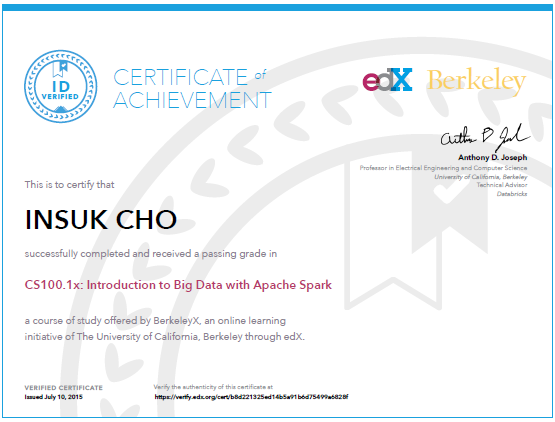 ID
VERIFIED
CERTIFICATE of
ACHIEVEMENT
edX Berkeley
Anthony D. Joseph
Professor in Electrical Engineering and Computer Science
University of California, Berkeley
Technical Advisor
Databricks
This is to certify that
INSUK CHO
successfully completed and received a passing grade in
CS100.1x: Introduction to Big Data with Apache Spark
a course of study offered by BerkeleyX, an online learning
initiative of The University of California, Berkeley through edX.
VERIFIED CERTIFICATE
Issued July 10, 2015
Verify the authenticity of this certificate at
https://verify.edx.org/cert/b8d221325ed14b5a91b6d75499a6828f